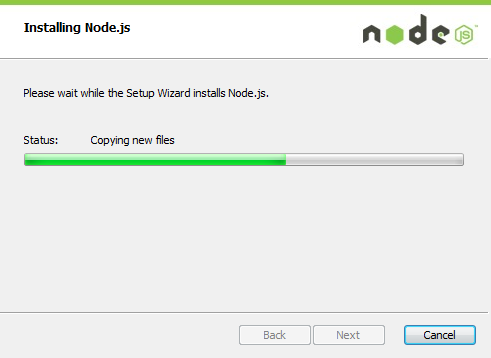 Installing Node.js
node JS
Please wait while the Setup Wizard installs Node.js.
Status: Copying new files
Back Next Cancel